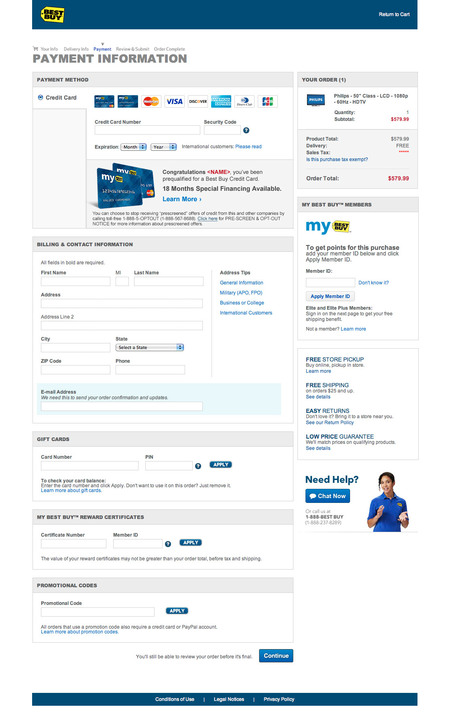 BEST BUY
Return to Cart
Your Info Delivery Info Payment Review & Submit Order Complete
PAYMENT INFORMATION
PAYMENT METHOD
Credit Card
VISA DISCOVER JCB
Credit Card Number Security Code
Expiration: Month Year International customers: Please read
my BEST BUY
Congratulations <NAME>, you've been
prequalified for a Best Buy Credit Card.
18 Months Special Financing Available.
Learn More ›
You can choose to stop receiving "prescreened" offers of credit from this and other companies by
calling toll-free 1-888-5-OPTOUT (1-888-567-8688). Click here for PRE-SCREEN & OPT-OUT
NOTICE for more information about prescreened offers.
BILLING & CONTACT INFORMATION
All fields in bold are required.
First Name MI Last Name
Address
Address Line 2
City State
Select a State
ZIP Code Phone
Address Tips
General Information
Military (APO, FPO)
Business or College
International Customers
E-mail Address
We need this to send your order confirmation and updates.
GIFT CARDS
Card Number PIN
? APPLY
To check your card balance:
Enter the card number and click Apply. Don't want to use it on this order? Just remove it.
Learn more about gift cards.
MY BEST BUY™ REWARD CERTIFICATES
Certificate Number Member ID
? APPLY
The value of your reward certificates may not be greater than your order total, before tax and shipping.
PROMOTIONAL CODES
Promotional Code
APPLY
All orders that use a promotion code also require a credit card or PayPal account.
Learn more about promotion codes.
You'll still be able to review your order before it's final. Continue
YOUR ORDER (1)
PHILIPS
Philips - 50" Class - LCD - 1080p
- 60Hz - HDTV
Quantity: 1
Subtotal: $579.99
Product Total: $579.99
Delivery: FREE
Sales Tax: *****
Is this purchase tax exempt?
Order Total: $579.99
MY BEST BUY™ MEMBERS
my BEST BUY
To get points for this purchase
add your member ID below and click
Apply Member ID.
Member ID:
Don't know it?
Apply Member ID
Elite and Elite Plus Members:
Sign in on the next page to get your free
shipping benefit.
Not a member? Learn more
FREE STORE PICKUP
Buy online, pickup in store.
Learn more
FREE SHIPPING
on orders $25 and up.
See details
EASY RETURNS
Don't love it? Bring it to a store near you.
See our Return Policy
LOW PRICE GUARANTEE
We'll match prices on qualifying products.
See details
Need Help?
Chat Now
Or call us at
1-888-BEST BUY
(1-888-237-8289)
Conditions of Use | Legal Notices | Privacy Policy